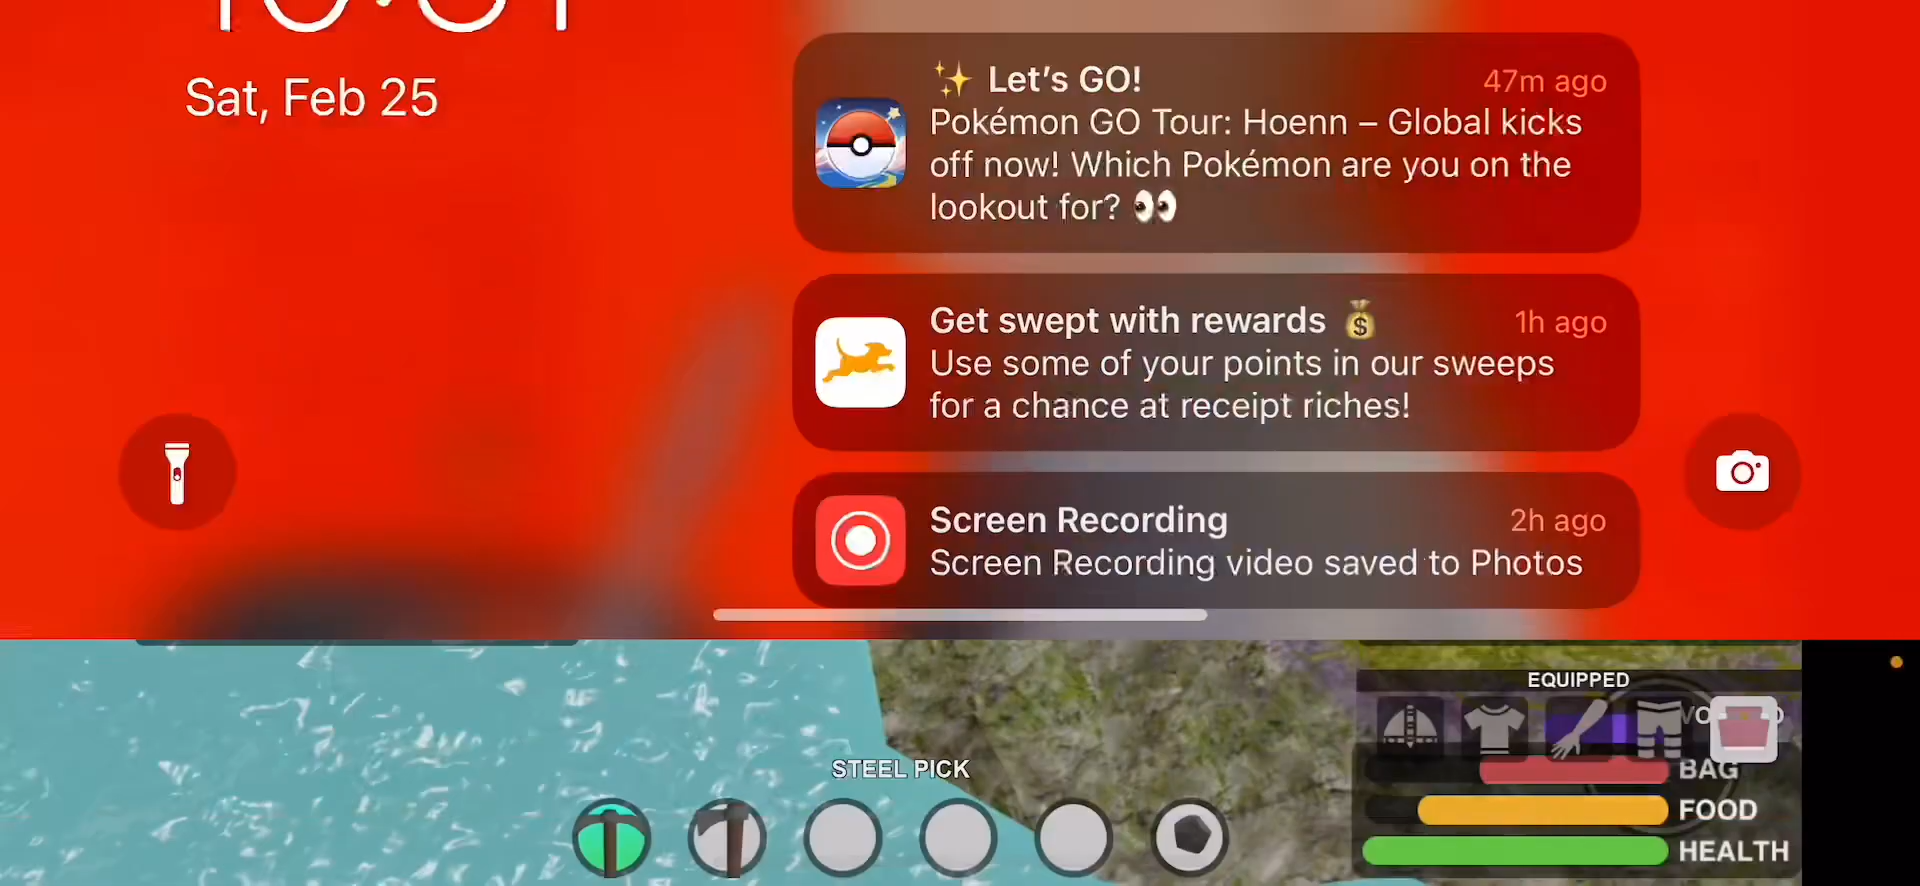 Sat, Feb 25
✨ Let’s GO!
47m ago
Pokémon GO Tour: Hoenn – Global kicks
off now! Which Pokémon are you on the
lookout for? 👀
Get swept with rewards 💰
1h ago
Use some of your points in our sweeps
for a chance at receipt riches!
Screen Recording
2h ago
Screen Recording video saved to Photos
EQUIPPED
STEEL PICK
BAG
FOOD
HEALTH